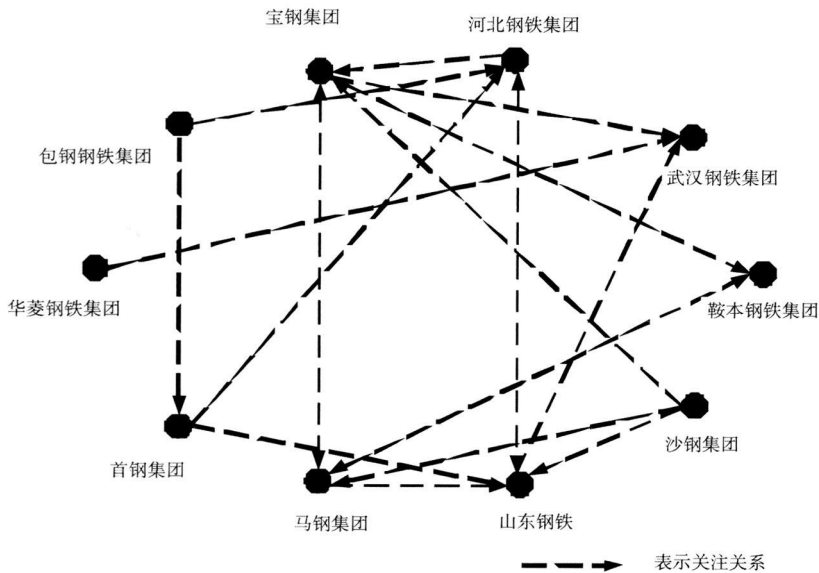 宝钢集团
河北钢铁集团
包钢钢铁集团
武汉钢铁集团
华菱钢铁集团
鞍本钢铁集团
沙钢集团
首钢集团
马钢集团
山东钢铁
表示关注关系